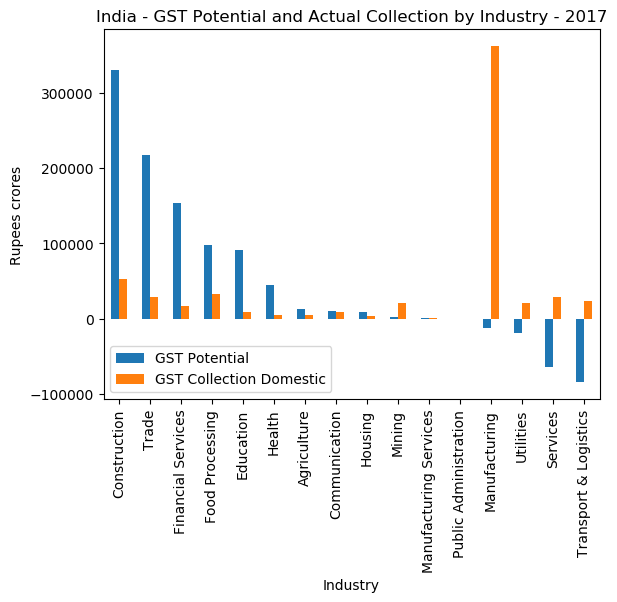 India - GST Potential and Actual Collection by Industry - 2017
Rupees crores
300000
200000
100000
0
−100000
GST Potential
GST Collection Domestic
Construction
Trade
Financial Services
Food Processing
Education
Health
Agriculture
Communication
Housing
Mining
Manufacturing Services
Public Administration
Manufacturing
Utilities
Services
Transport & Logistics
Industry